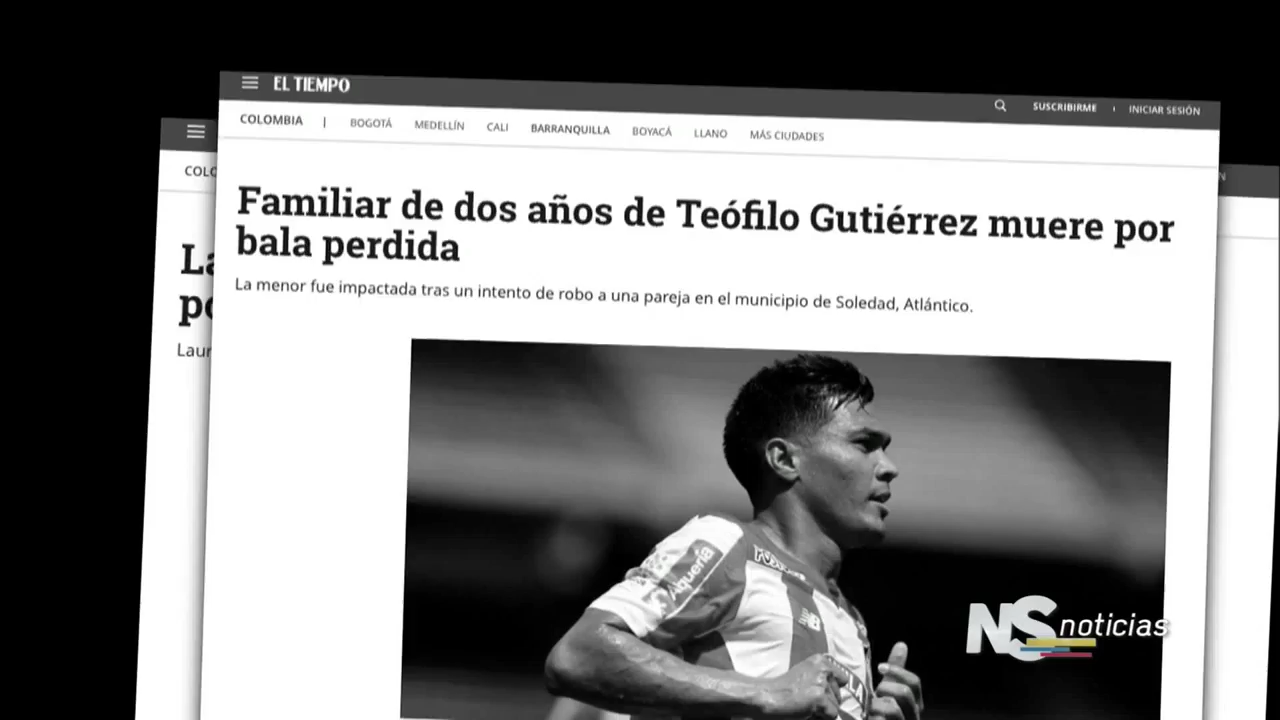 EL TIEMPO
SUSCRIBIRME
INICIAR SESIÓN
COLOMBIA | BOGOTÁ MEDELLÍN CALI BARRANQUILLA BOYACÁ LLANO MÁS CIUDADES
Familiar de dos años de Teófilo Gutiérrez muere por
bala perdida
La menor fue impactada tras un intento de robo a una pareja en el municipio de Soledad, Atlántico.
NS noticias